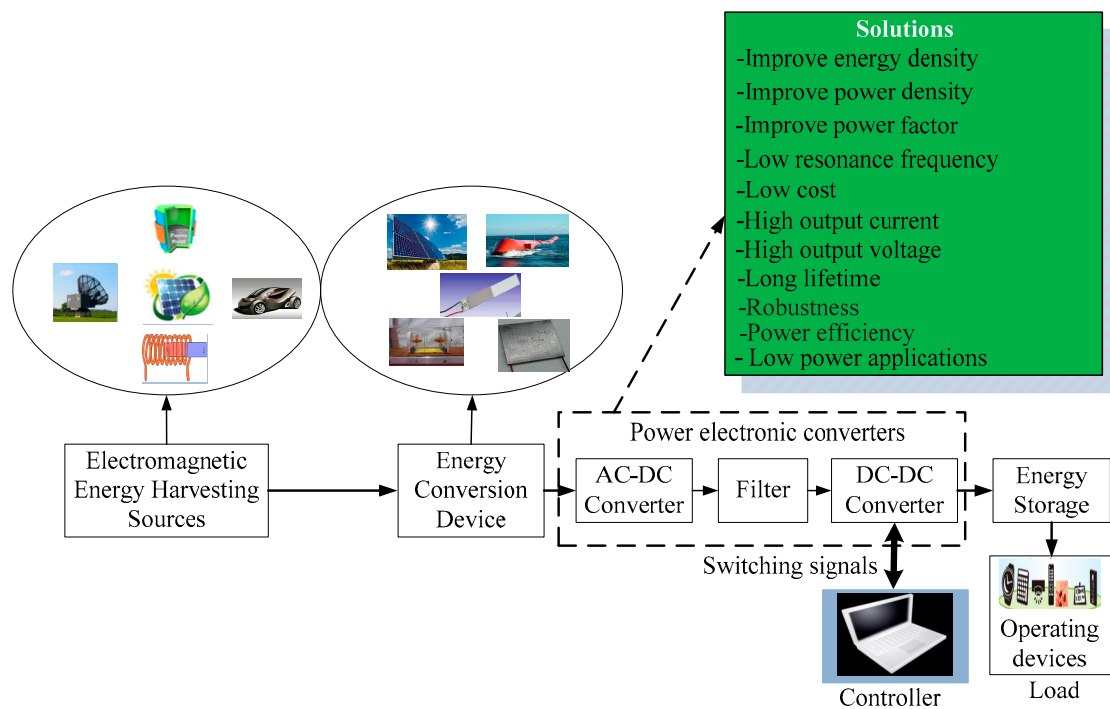 Solutions
-Improve energy density
-Improve power density
-Improve power factor
-Low resonance frequency
-Low cost
-High output current
-High output voltage
-Long lifetime
-Robustness
-Power efficiency
- Low power applications
Electromagnetic
Energy Harvesting
Sources
Energy
Conversion
Device
Power electronic converters
AC-DC
Converter
Filter
DC-DC
Converter
Energy
Storage
Switching signals
Controller
Operating
devices
Load